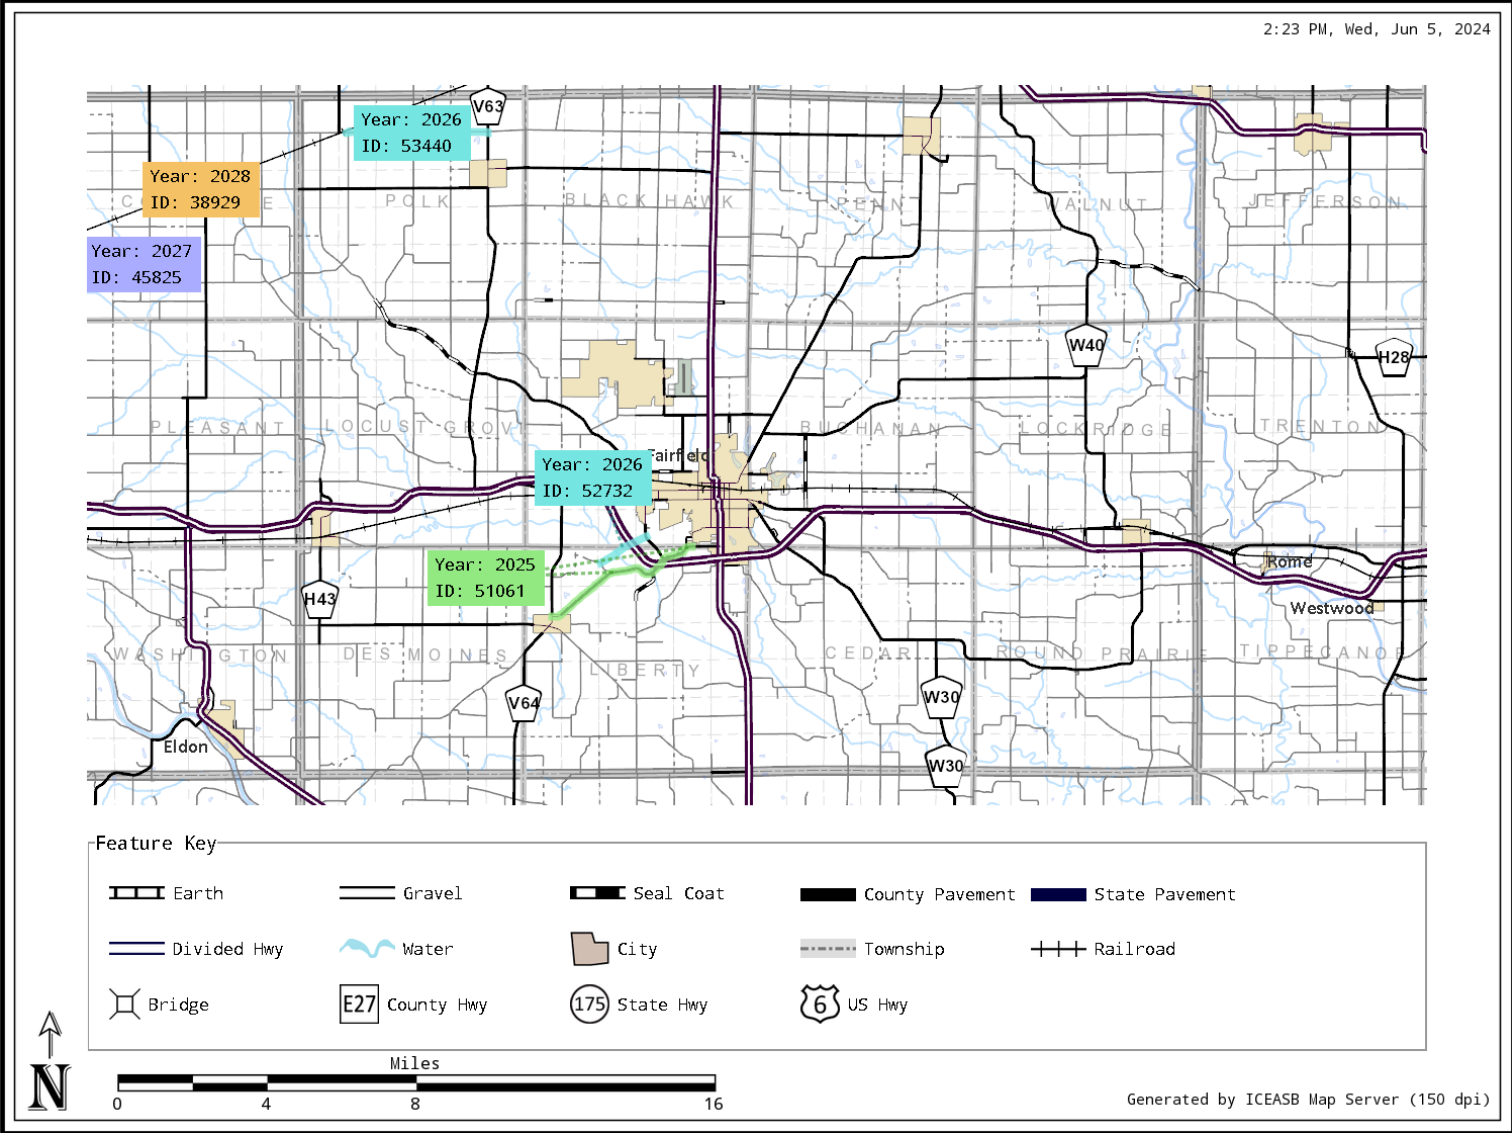 2:23 PM, Wed, Jun 5, 2024
V63
Year: 2026
ID: 53440
Year: 2028
ID: 38929
POLK
BLACK HAWK
PENN
WALNUT
JEFFERSON
Year: 2027
ID: 45825
W40
H28
PLEASANT
LOCUST GROV
BUCHANAN
LOCKRIDGE
TRENTON
Fairfield
Year: 2026
ID: 52732
Year: 2025
ID: 51061
Rome
H43
Westwood
WASHINGTON
DES MOINES
LIBERTY
CEDAR
ROUND PRAIRIE
TIPPECANOE
V64
W30
Eldon
W30
Feature Key
Earth
Gravel
Seal Coat
County Pavement
State Pavement
Divided Hwy
Water
City
Township
Railroad
Bridge
E27
County Hwy
175
State Hwy
6
US Hwy
N
Miles
0 4 8 16
Generated by ICEASB Map Server (150 dpi)